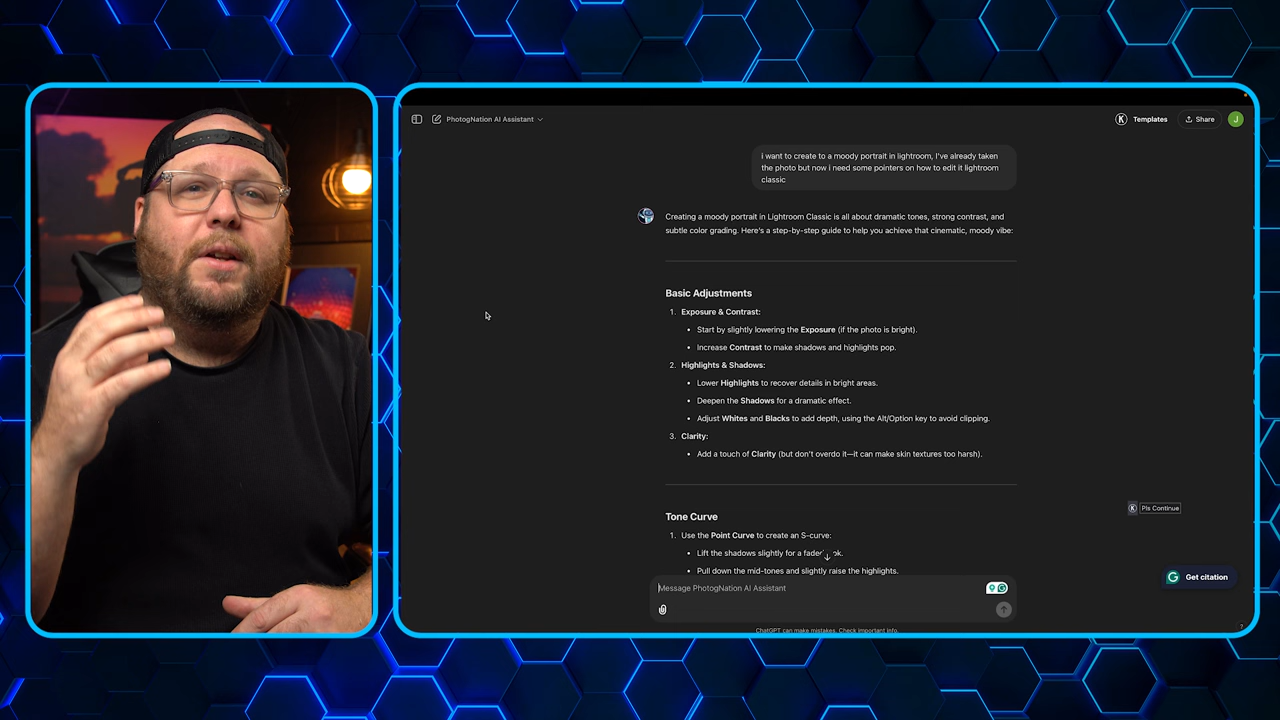 PhotogNation AI Assistant
Templates
Share
J
i want to create to a moody portrait in lightroom, I've already taken
the photo but now i need some pointers on how to edit it lightroom
classic
Creating a moody portrait in Lightroom Classic is all about dramatic tones, strong contrast, and
subtle color grading. Here's a step-by-step guide to help you achieve that cinematic, moody vibe:
Basic Adjustments
1. Exposure & Contrast:
• Start by slightly lowering the Exposure (if the photo is bright).
• Increase Contrast to make shadows and highlights pop.
2. Highlights & Shadows:
• Lower Highlights to recover details in bright areas.
• Deepen the Shadows for a dramatic effect.
• Adjust Whites and Blacks to add depth, using the Alt/Option key to avoid clipping.
3. Clarity:
• Add a touch of Clarity (but don't overdo it—it can make skin textures too harsh).
Pls Continue
Tone Curve
1. Use the Point Curve to create an S-curve:
• Lift the shadows slightly for a faded
• Pull down the mid-tones and slightly raise the highlights.
Get citation
Message PhotogNation AI Assistant
ChatGPT can make mistakes. Check important info.